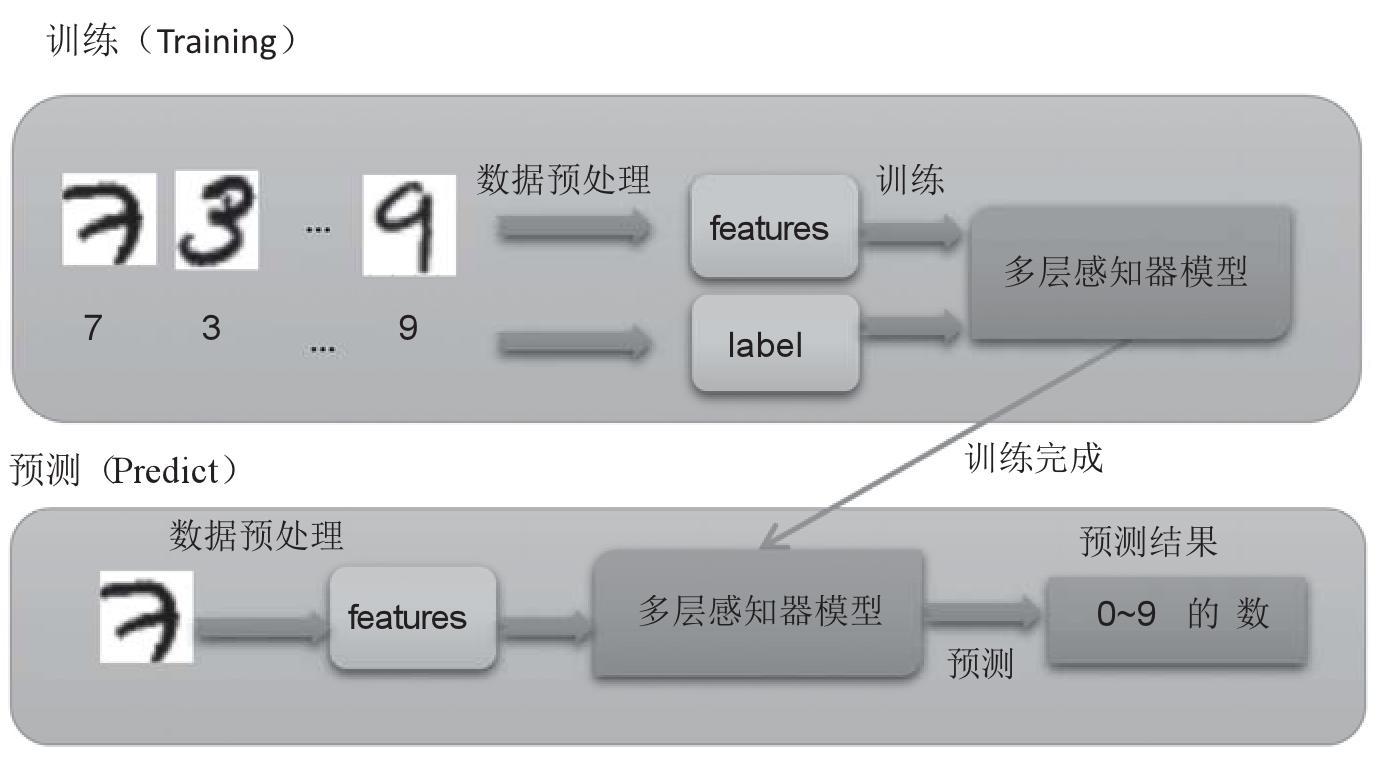 训练（Training）
数据预处理
训练
7 3 ... 9
features
多层感知器模型
7 3 ... 9
label
训练完成
预测（Predict）
数据预处理
预测结果
7
features
多层感知器模型
0~9 的 数
预测